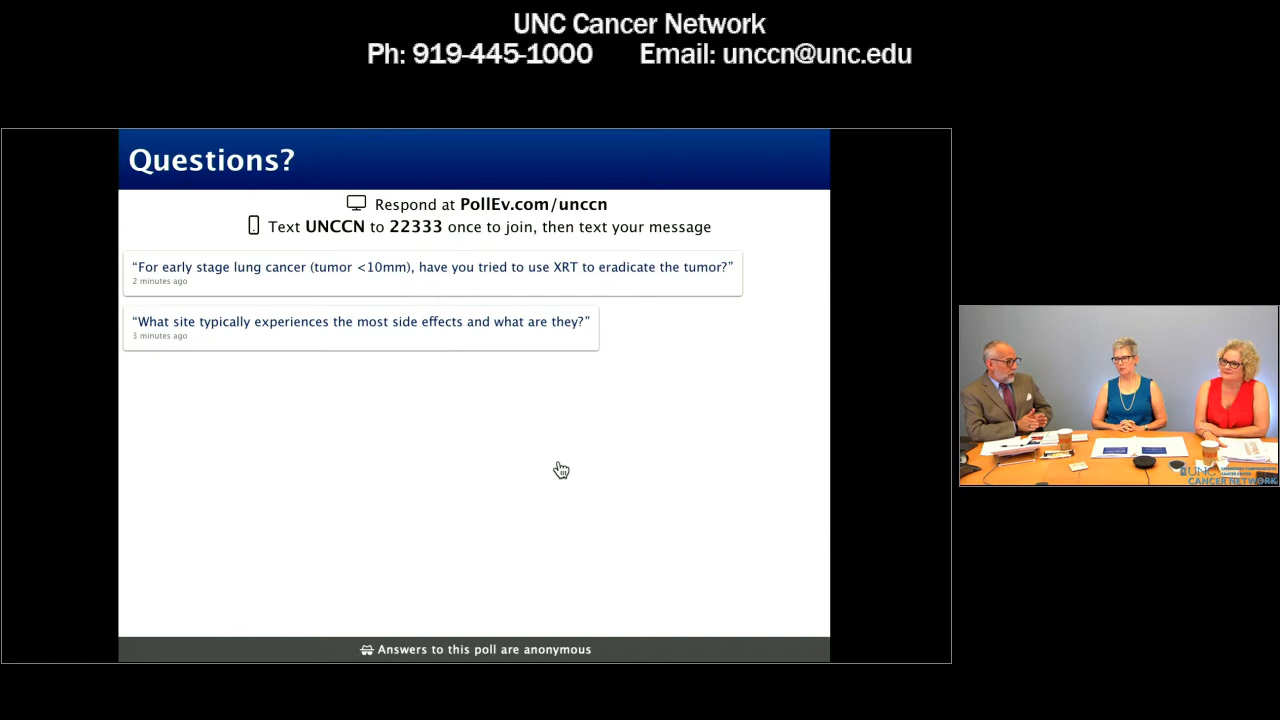 UNC Cancer Network
Ph: 919-445-1000 Email: unccn@unc.edu
Questions?
Respond at PollEv.com/unccn
Text UNCCN to 22333 once to join, then text your message
“For early stage lung cancer (tumor <10mm), have you tried to use XRT to eradicate the tumor?”
2 minutes ago
“What site typically experiences the most side effects and what are they?”
3 minutes ago
Answers to this poll are anonymous
UNC
CANCER NETWORK